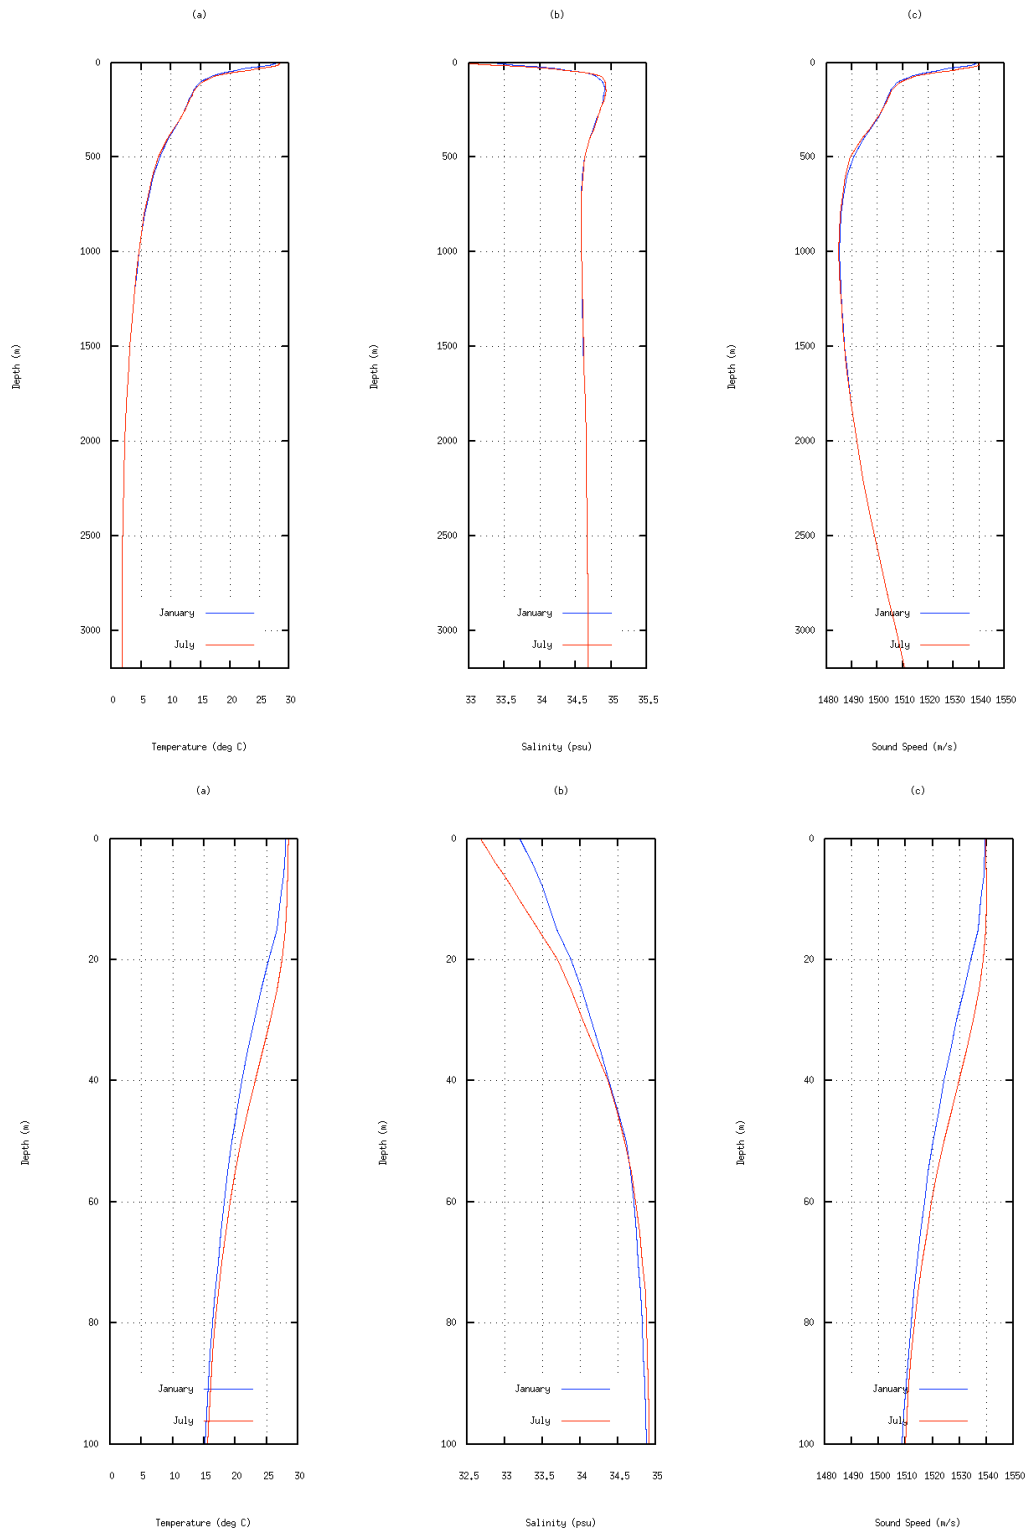 (a) (b) (c)
0 0 0
500 500 500
1000 1000 1000
1500 1500 1500
Depth (m) Depth (m) Depth (m)
2000 2000 2000
2500 2500 2500
January January January
3000 3000 3000
July July July
0 5 10 15 20 25 30 33 33.5 34 34.5 35 35.5 1480 1490 1500 1510 1520 1530 1540 1550
Temperature (deg C) Salinity (psu) Sound Speed (m/s)
(a) (b) (c)
0 0 0
20 20 20
40 40 40
Depth (m) Depth (m) Depth (m)
60 60 60
80 80 80
January January January
July July July
100 100 100
0 5 10 15 20 25 30 32.5 33 33.5 34 34.5 35 1480 1490 1500 1510 1520 1530 1540 1550
Temperature (deg C) Salinity (psu) Sound Speed (m/s)